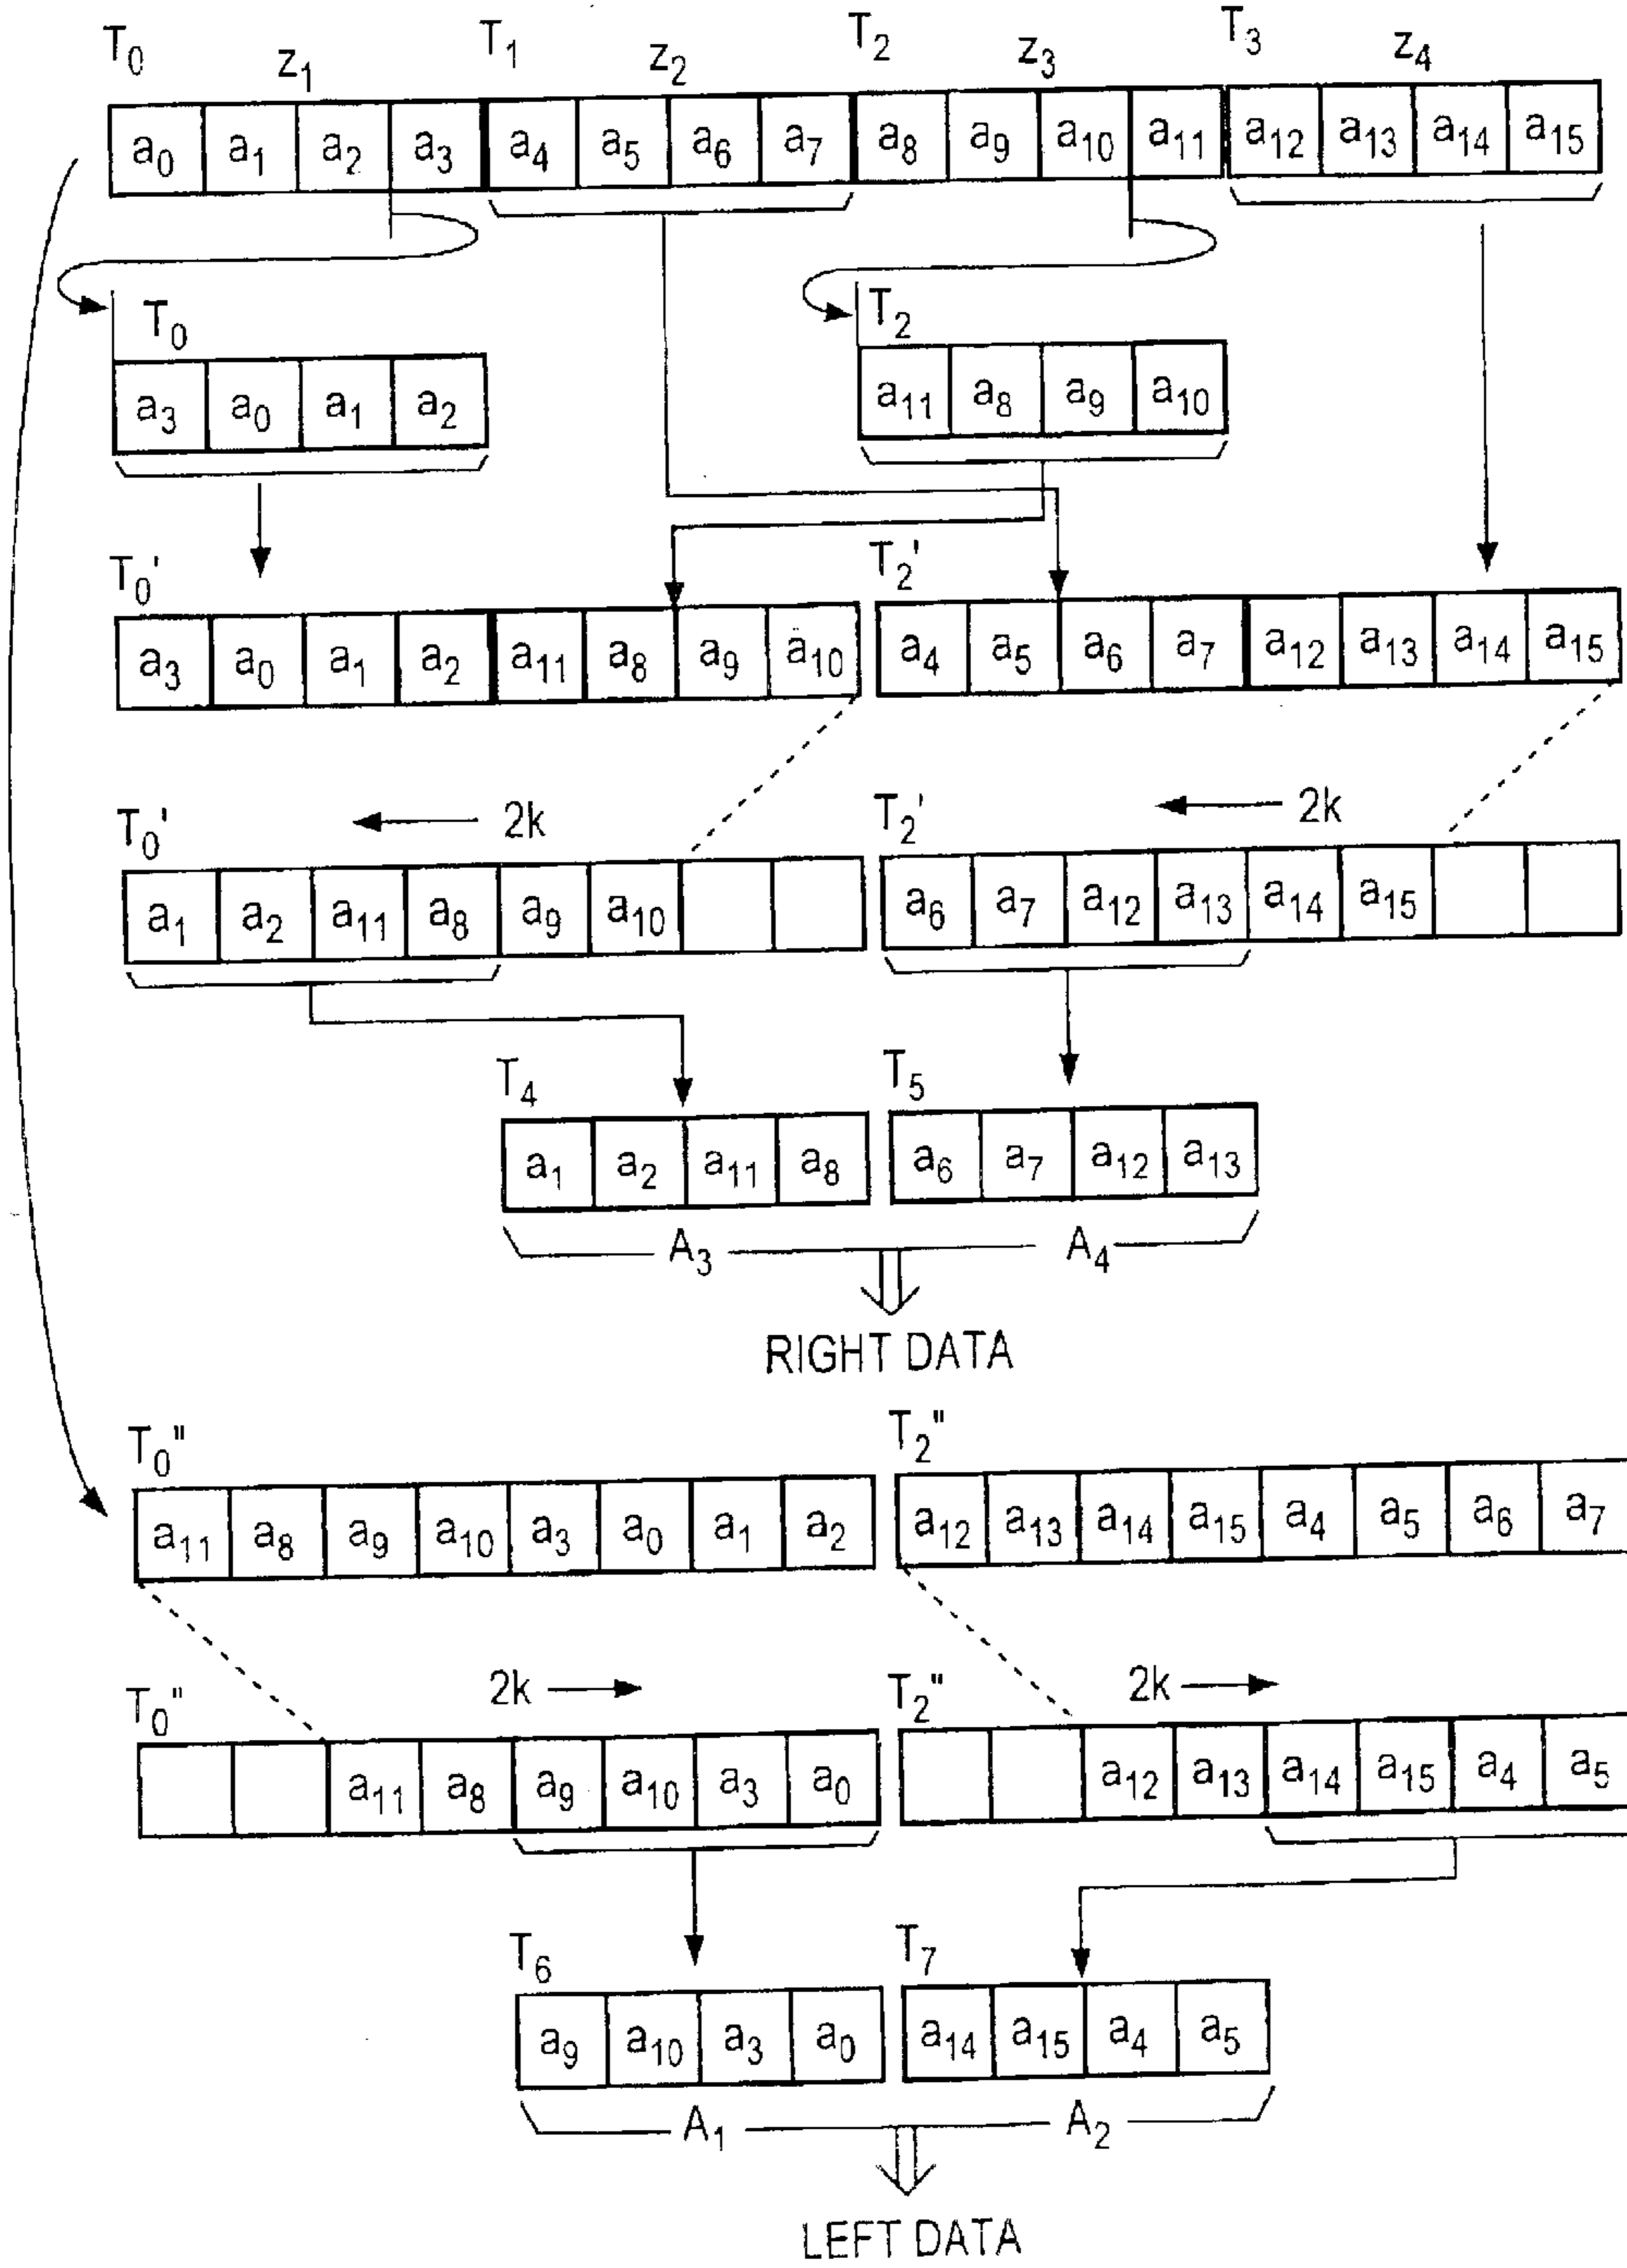 T₀ z₁ T₁ z₂ T₂ z₃ T₃ z₄
a₀ a₁ a₂ a₃ a₄ a₅ a₆ a₇ a₈ a₉ a₁₀ a₁₁ a₁₂ a₁₃ a₁₄ a₁₅
T₀ T₂
a₃ a₀ a₁ a₂ a₁₁ a₈ a₉ a₁₀
T₀' T₂'
a₃ a₀ a₁ a₂ a₁₁ a₈ a₉ a₁₀ a₄ a₅ a₆ a₇ a₁₂ a₁₃ a₁₄ a₁₅
T₀' 2k T₂' 2k
a₁ a₂ a₁₁ a₈ a₉ a₁₀ a₆ a₇ a₁₂ a₁₃ a₁₄ a₁₅
T₄ T₅
a₁ a₂ a₁₁ a₈ a₆ a₇ a₁₂ a₁₃
A₃ A₄
RIGHT DATA
T₀" T₂"
a₁₁ a₈ a₉ a₁₀ a₃ a₀ a₁ a₂ a₁₂ a₁₃ a₁₄ a₁₅ a₄ a₅ a₆ a₇
T₀" 2k T₂" 2k
a₁₁ a₈ a₉ a₁₀ a₃ a₀ a₁₂ a₁₃ a₁₄ a₁₅ a₄ a₅
T₆ T₇
a₉ a₁₀ a₃ a₀ a₁₄ a₁₅ a₄ a₅
A₁ A₂
LEFT DATA